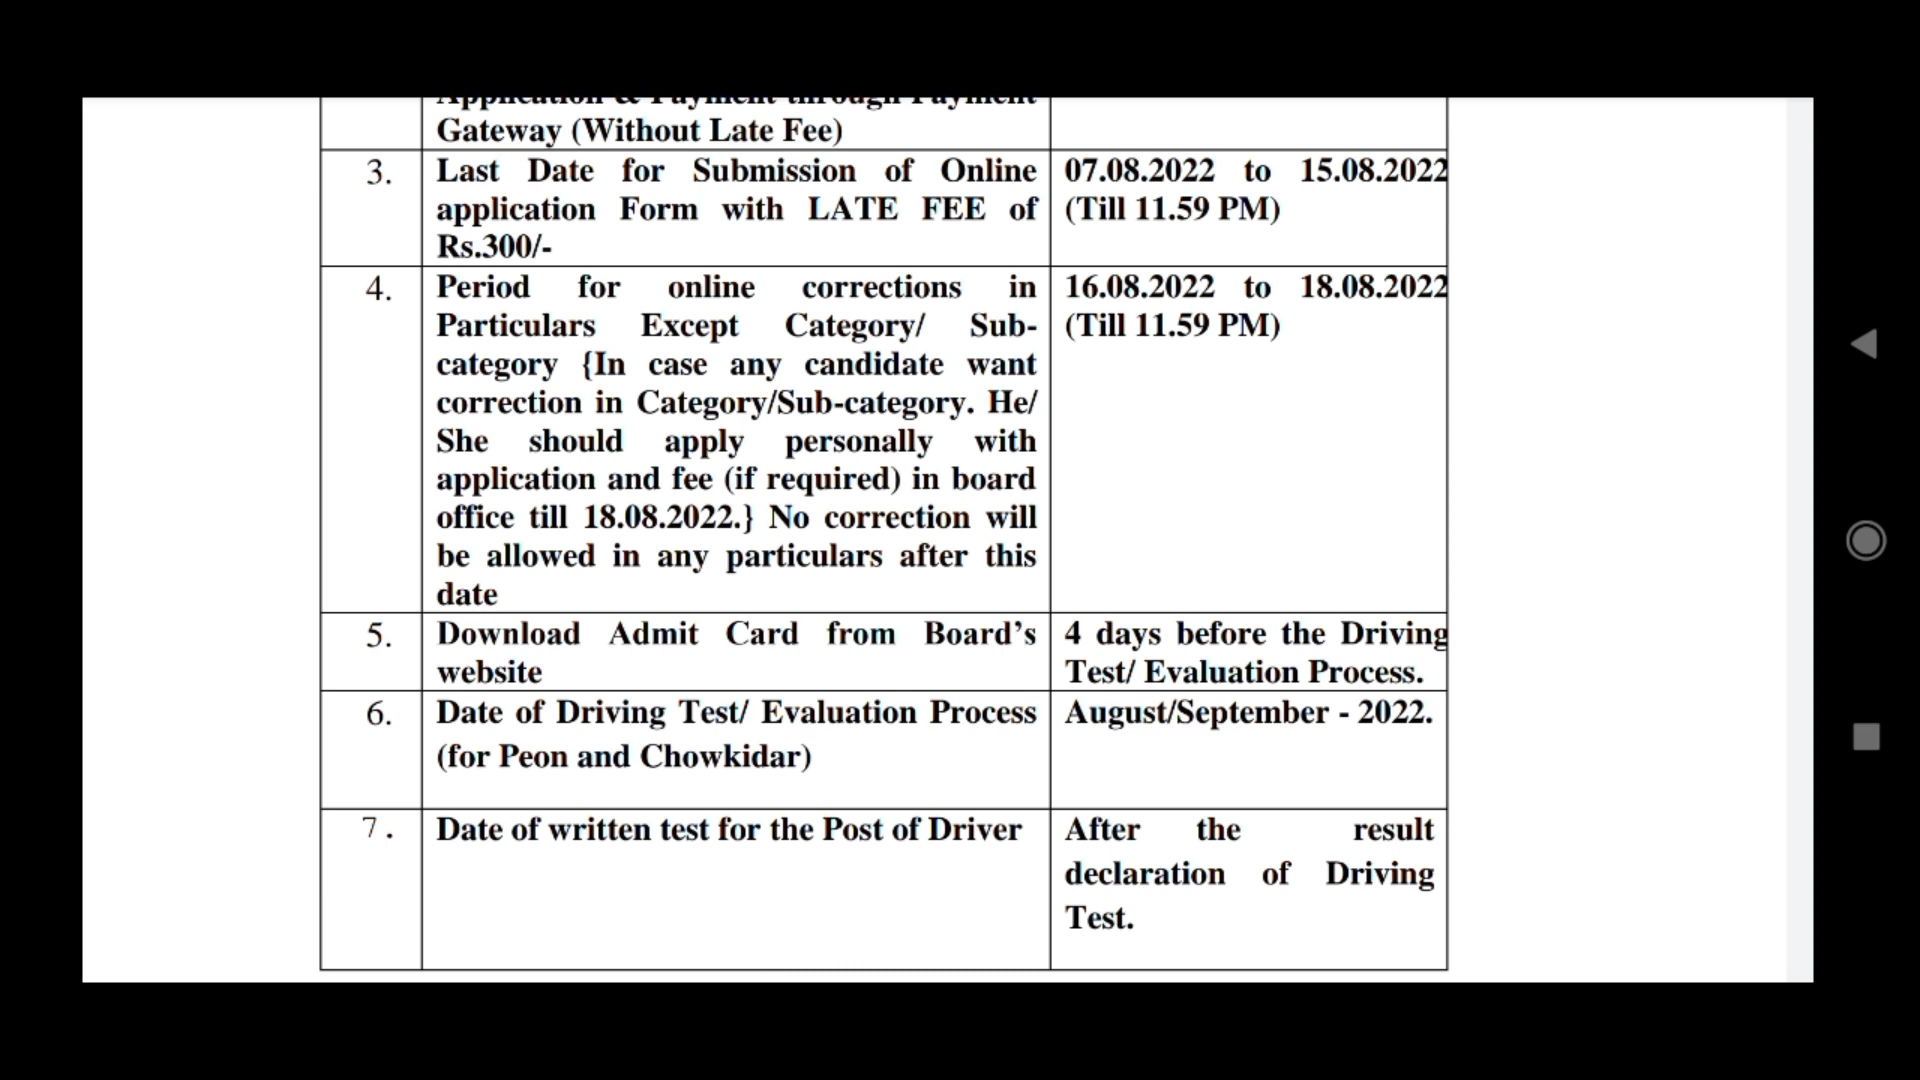 Application & Payment through Payment
Gateway (Without Late Fee)
3.
Last Date for Submission of Online
application Form with LATE FEE of
Rs.300/-
07.08.2022 to 15.08.2022
(Till 11.59 PM)
4.
Period for online corrections in
Particulars Except Category/ Sub-
category {In case any candidate want
correction in Category/Sub-category. He/
She should apply personally with
application and fee (if required) in board
office till 18.08.2022.} No correction will
be allowed in any particulars after this
date
16.08.2022 to 18.08.2022
(Till 11.59 PM)
5.
Download Admit Card from Board’s
website
4 days before the Driving
Test/ Evaluation Process.
6.
Date of Driving Test/ Evaluation Process
(for Peon and Chowkidar)
August/September - 2022.
7.
Date of written test for the Post of Driver
After the result
declaration of Driving
Test.